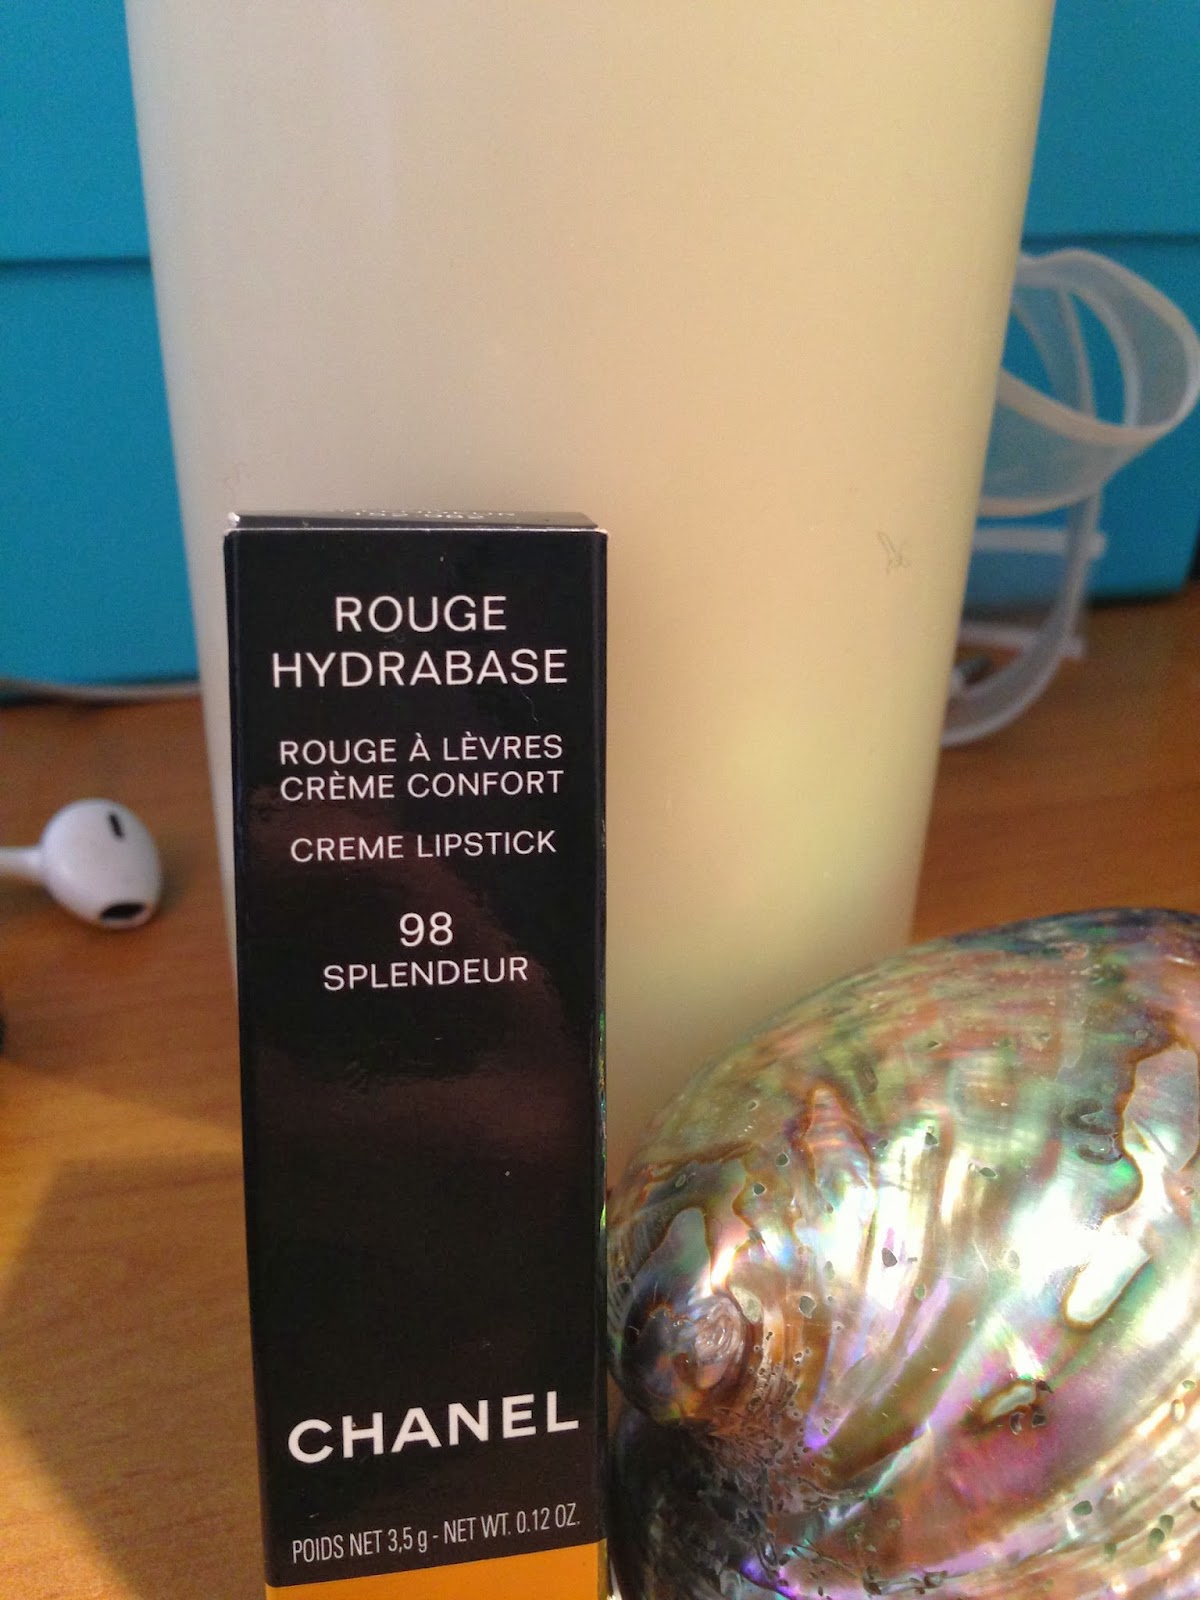 ROUGE
HYDRABASE
ROUGE À LÈVRES
CRÈME CONFORT
CREME LIPSTICK
98
SPLENDEUR
CHANEL
POIDS NET 3,5 g - NET WT. 0.12 OZ.